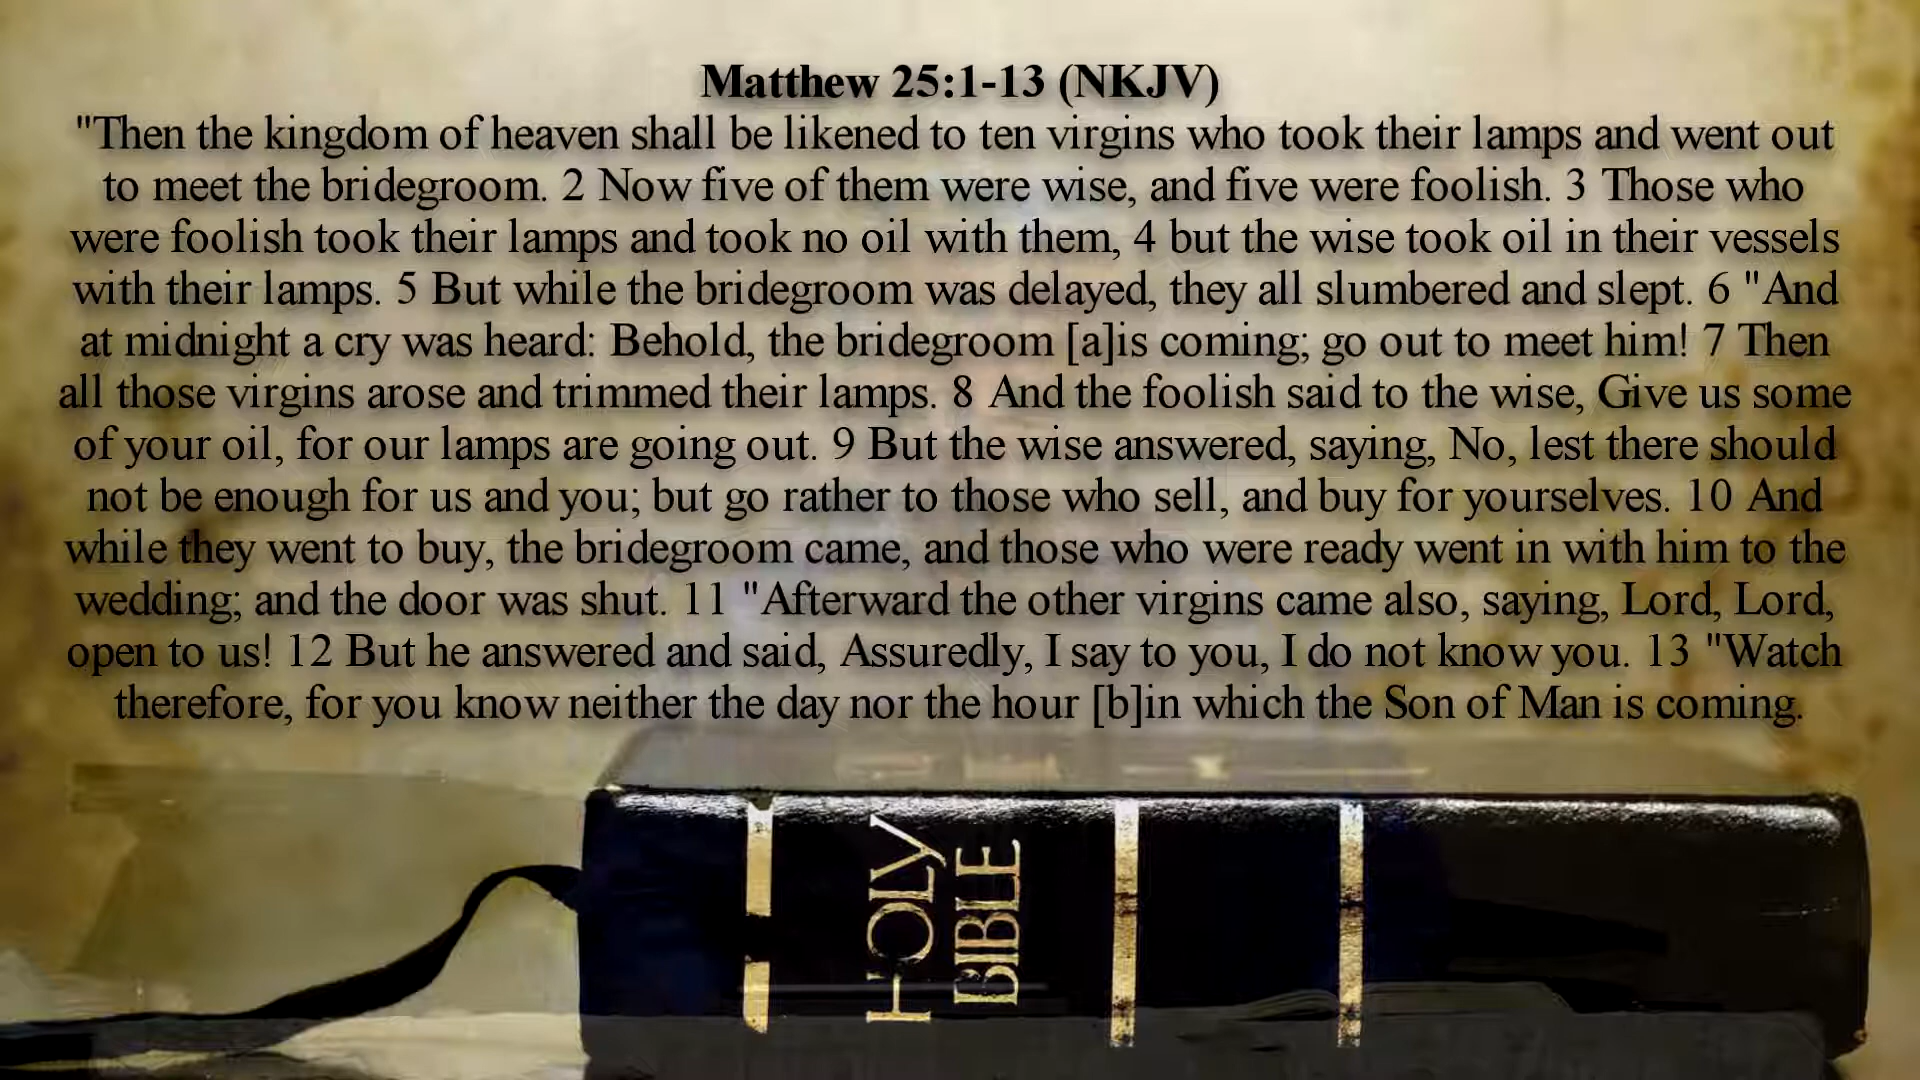 Matthew 25:1-13 (NKJV)
"Then the kingdom of heaven shall be likened to ten virgins who took their lamps and went out
to meet the bridegroom. 2 Now five of them were wise, and five were foolish. 3 Those who
were foolish took their lamps and took no oil with them, 4 but the wise took oil in their vessels
with their lamps. 5 But while the bridegroom was delayed, they all slumbered and slept. 6 "And
at midnight a cry was heard: Behold, the bridegroom [a]is coming; go out to meet him! 7 Then
all those virgins arose and trimmed their lamps. 8 And the foolish said to the wise, Give us some
of your oil, for our lamps are going out. 9 But the wise answered, saying, No, lest there should
not be enough for us and you; but go rather to those who sell, and buy for yourselves. 10 And
while they went to buy, the bridegroom came, and those who were ready went in with him to the
wedding; and the door was shut. 11 "Afterward the other virgins came also, saying, Lord, Lord,
open to us! 12 But he answered and said, Assuredly, I say to you, I do not know you. 13 "Watch
therefore, for you know neither the day nor the hour [b]in which the Son of Man is coming.
HOLY
BIBLE